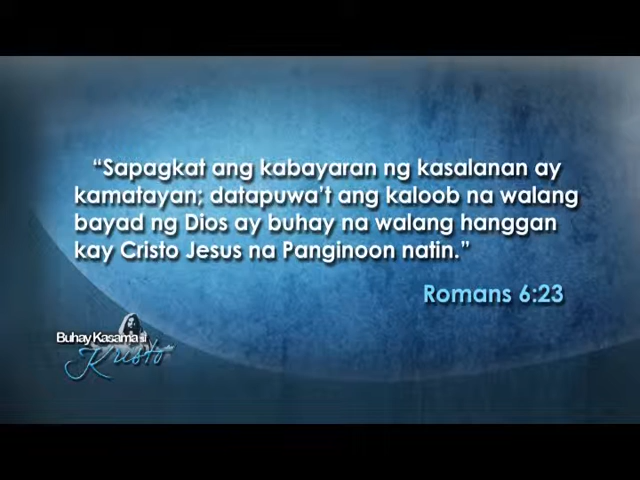 “Sapagkat ang kabayaran ng kasalanan ay
kamatayan; datapuwa’t ang kaloob na walang
bayad ng Dios ay buhay na walang hanggan
kay Cristo Jesus na Panginoon natin.”
Romans 6:23
Buhay Kasama si
Kristo